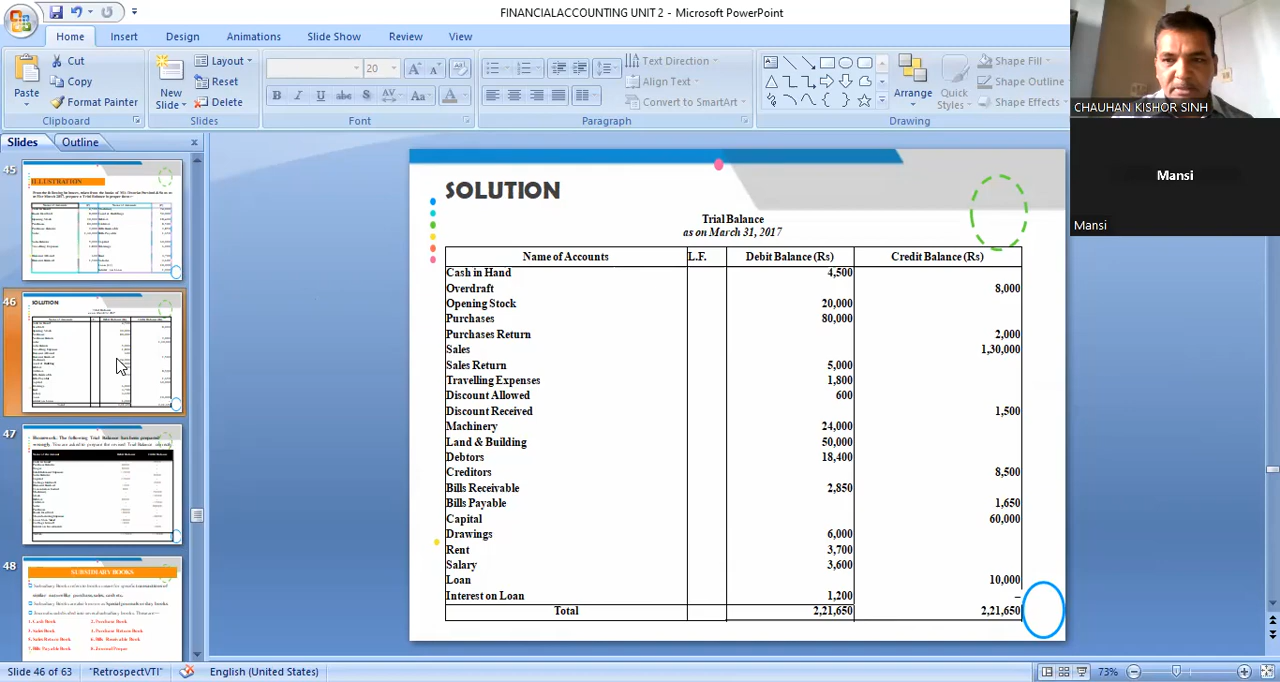 FINANCIALACCOUNTING UNIT 2 - Microsoft PowerPoint
Home Insert Design Animations Slide Show Review View
Cut
Copy
Format Painter
Paste
Clipboard
New
Slide
Layout
Reset
Delete
Slides
20
Font
Text Direction
Align Text
Convert to SmartArt
Paragraph
Arrange
Quick
Styles
Shape Fill
Shape Outline
Shape Effects
Drawing
CHAUHAN KISHOR SINH
Mansi
Mansi
Slides Outline
45
ILLUSTRATION
46
SOLUTION
47
48
SUBSIDIARY BOOKS
1.Cash Book 2.Purchase Book
SOLUTION
Trial Balance
as on March 31, 2017
Name of Accounts L.F. Debit Balance (Rs) Credit Balance (Rs)
Cash in Hand 4,500
Overdraft 8,000
Opening Stock 20,000
Purchases 80,000
Purchases Return 2,000
Sales 1,30,000
Sales Return 5,000
Travelling Expenses 1,800
Discount Allowed 600
Discount Received 1,500
Machinery 24,000
Land & Building 50,000
Debtors 18,400
Creditors 8,500
Bills Receivable 2,850
Bills Payable 1,650
Capital 60,000
Drawings 6,000
Rent 3,700
Salary 3,600
Loan 10,000
Interest on Loan 1,200 –
Total 2,21,650 2,21,650
Slide 46 of 63 "RetrospectVTI" English (United States) 73%